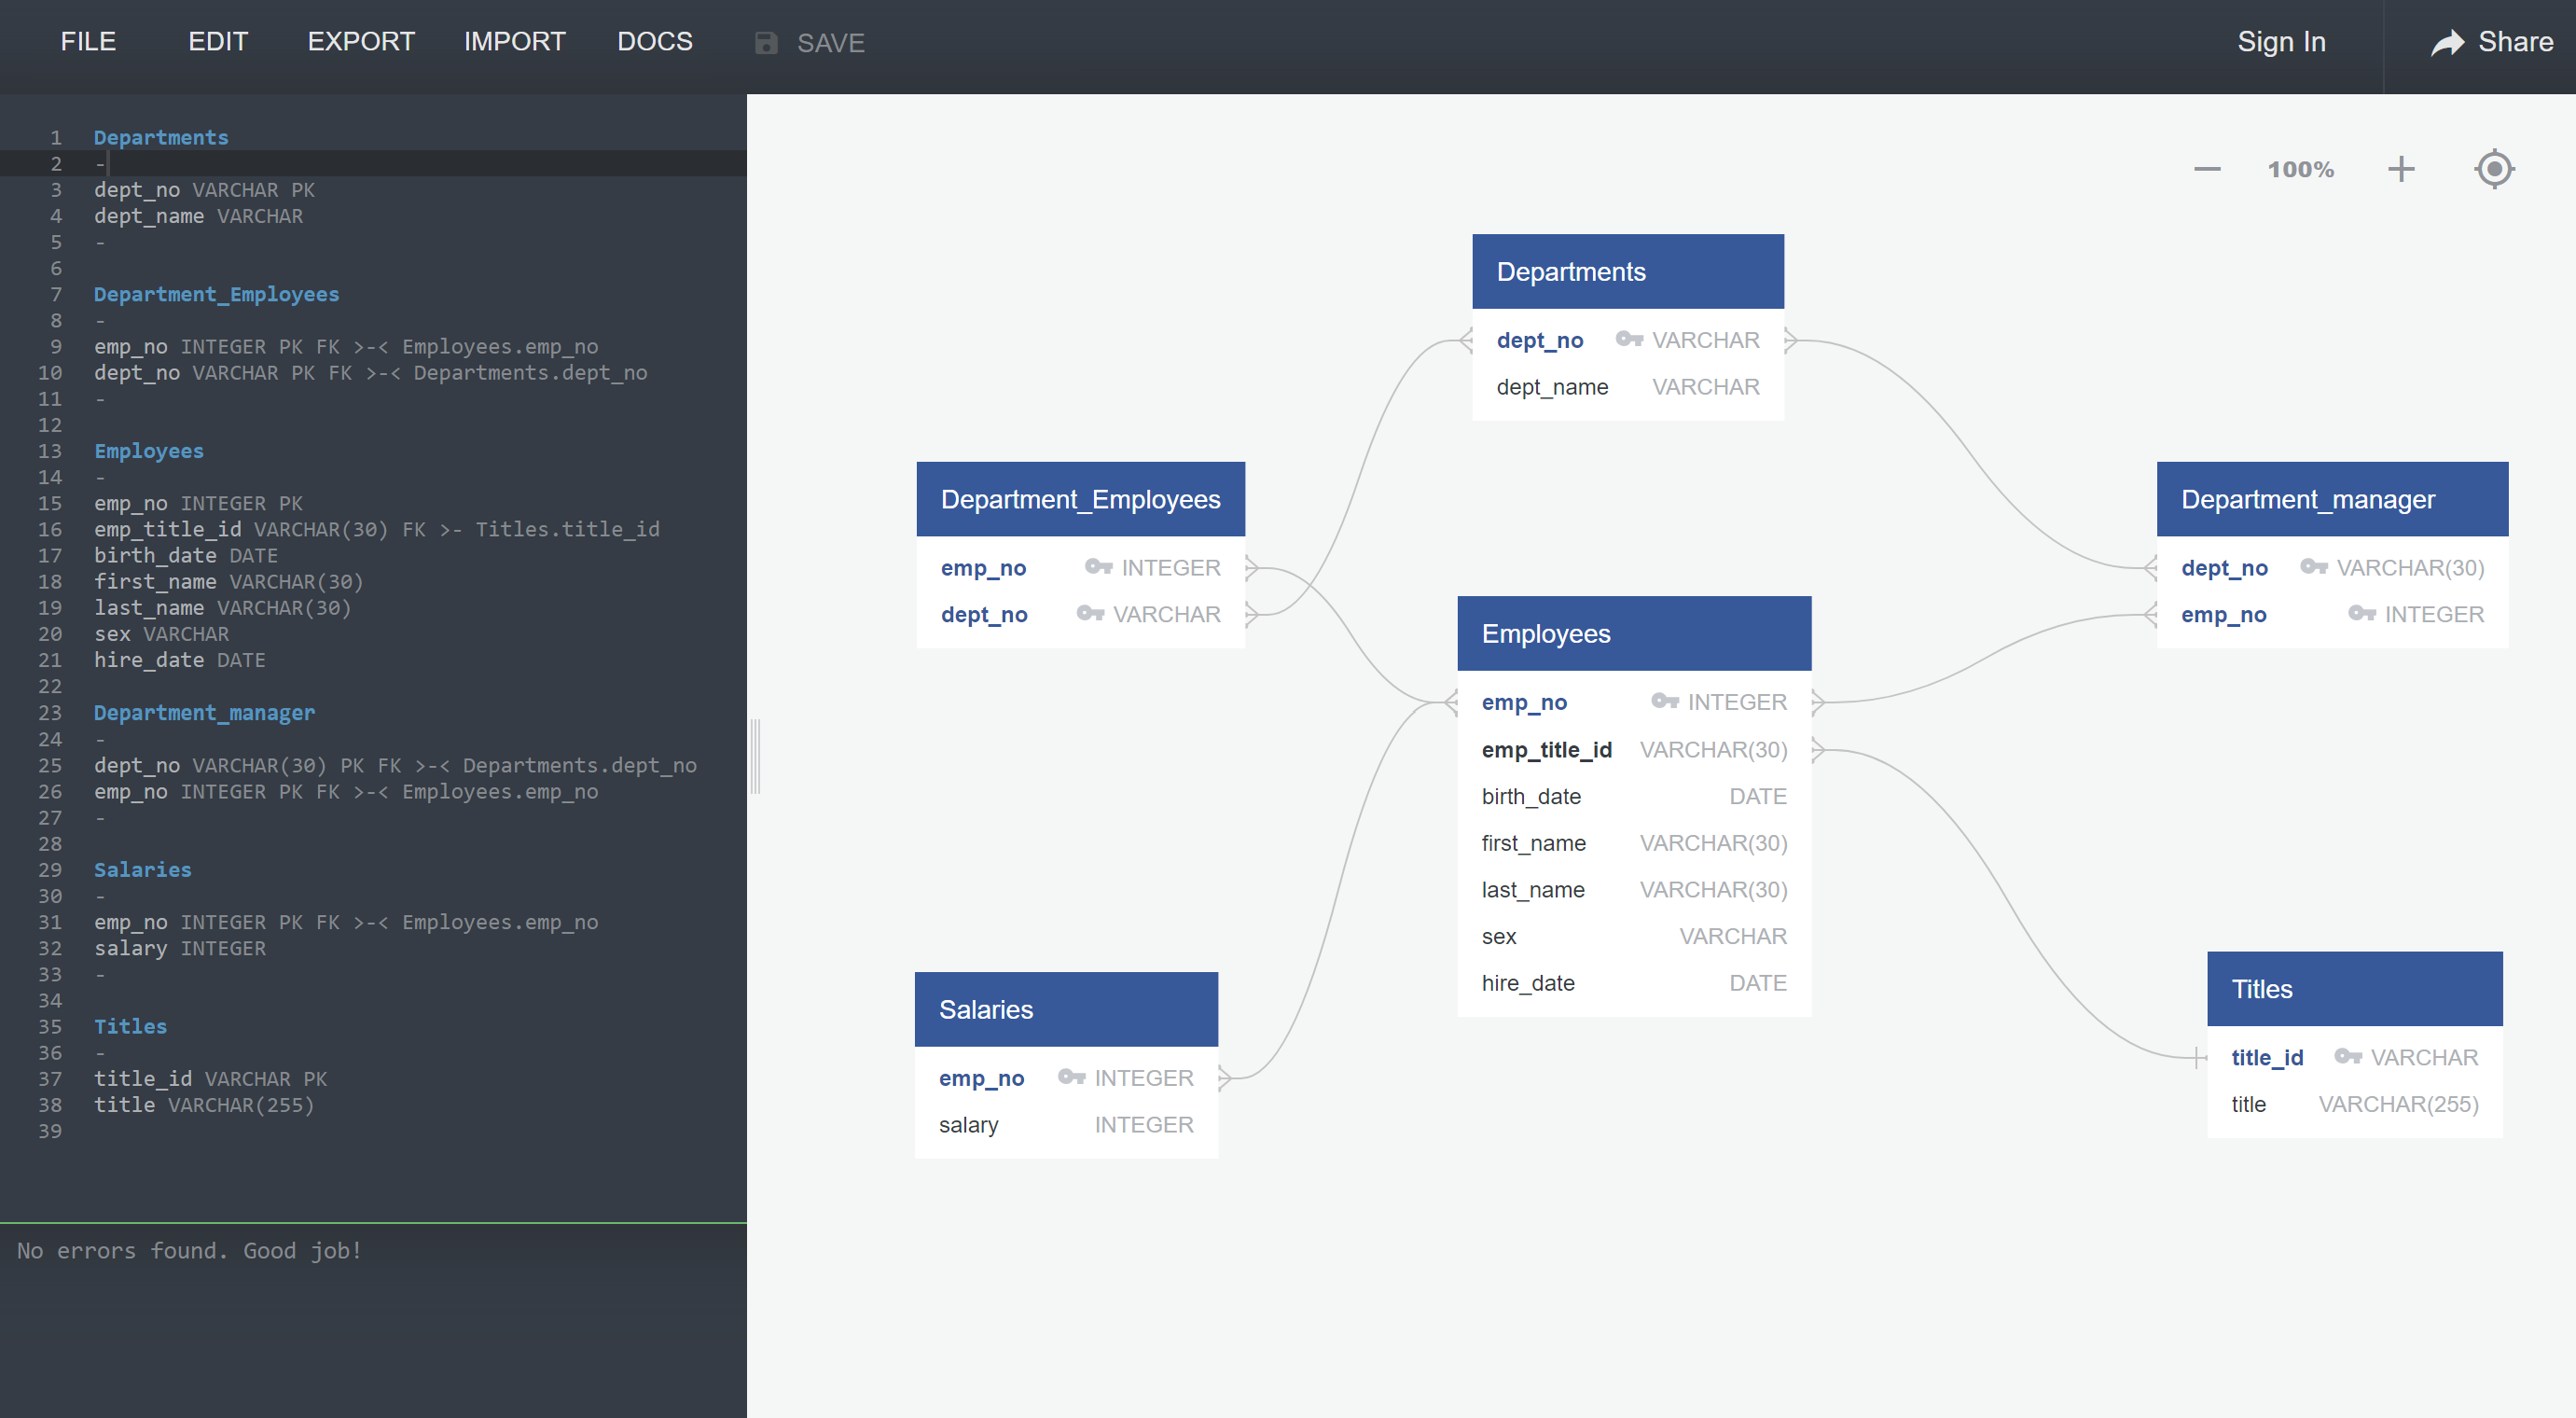 FILE EDIT EXPORT IMPORT DOCS SAVE Sign In Share
1 Departments
2 -
3 dept_no VARCHAR PK
4 dept_name VARCHAR
5 -
6
7 Department_Employees
8 -
9 emp_no INTEGER PK FK >-< Employees.emp_no
10 dept_no VARCHAR PK FK >-< Departments.dept_no
11 -
12
13 Employees
14 -
15 emp_no INTEGER PK
16 emp_title_id VARCHAR(30) FK >- Titles.title_id
17 birth_date DATE
18 first_name VARCHAR(30)
19 last_name VARCHAR(30)
20 sex VARCHAR
21 hire_date DATE
22
23 Department_manager
24 -
25 dept_no VARCHAR(30) PK FK >-< Departments.dept_no
26 emp_no INTEGER PK FK >-< Employees.emp_no
27 -
28
29 Salaries
30 -
31 emp_no INTEGER PK FK >-< Employees.emp_no
32 salary INTEGER
33 -
34
35 Titles
36 -
37 title_id VARCHAR PK
38 title VARCHAR(255)
39
No errors found. Good job!
100%
Departments
dept_no VARCHAR
dept_name VARCHAR
Department_Employees
emp_no INTEGER
dept_no VARCHAR
Department_manager
dept_no VARCHAR(30)
emp_no INTEGER
Employees
emp_no INTEGER
emp_title_id VARCHAR(30)
birth_date DATE
first_name VARCHAR(30)
last_name VARCHAR(30)
sex VARCHAR
hire_date DATE
Salaries
emp_no INTEGER
salary INTEGER
Titles
title_id VARCHAR
title VARCHAR(255)